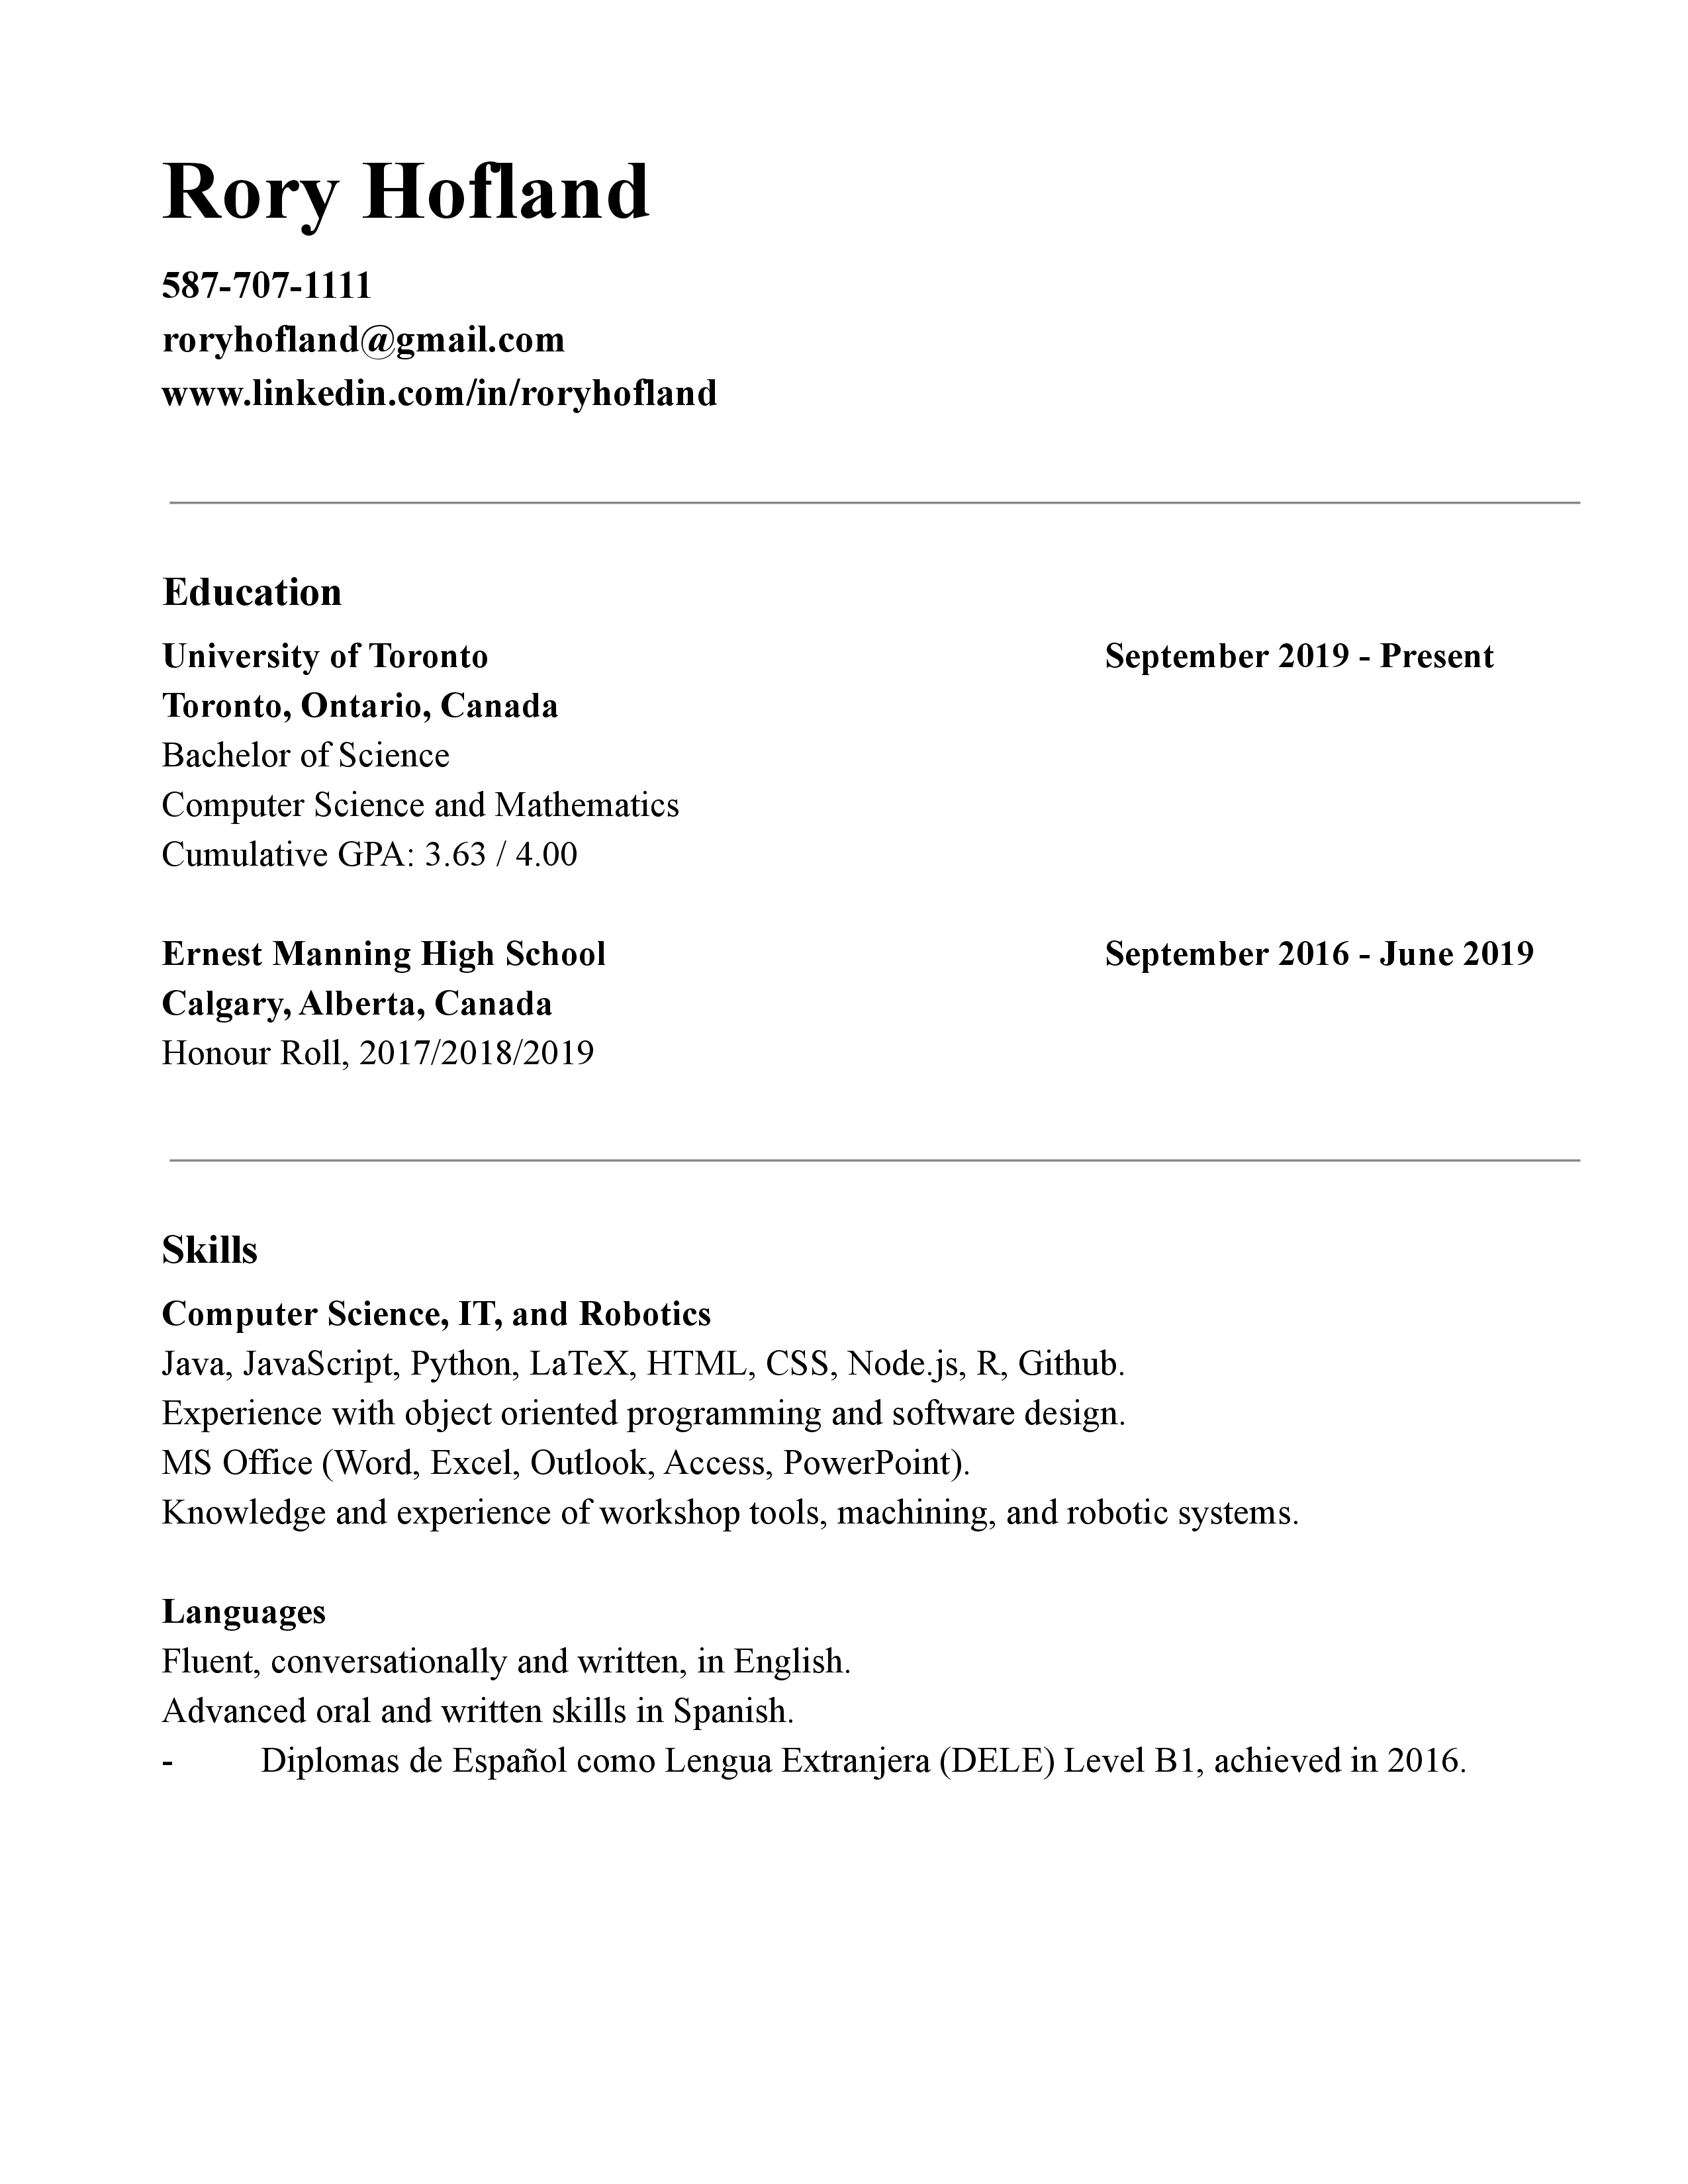 Rory Hofland
587-707-1111
roryhofland@gmail.com
www.linkedin.com/in/roryhofland
Education
University of Toronto September 2019 - Present
Toronto, Ontario, Canada
Bachelor of Science
Computer Science and Mathematics
Cumulative GPA: 3.63 / 4.00
Ernest Manning High School September 2016 - June 2019
Calgary, Alberta, Canada
Honour Roll, 2017/2018/2019
Skills
Computer Science, IT, and Robotics
Java, JavaScript, Python, LaTeX, HTML, CSS, Node.js, R, Github.
Experience with object oriented programming and software design.
MS Office (Word, Excel, Outlook, Access, PowerPoint).
Knowledge and experience of workshop tools, machining, and robotic systems.
Languages
Fluent, conversationally and written, in English.
Advanced oral and written skills in Spanish.
- Diplomas de Español como Lengua Extranjera (DELE) Level B1, achieved in 2016.